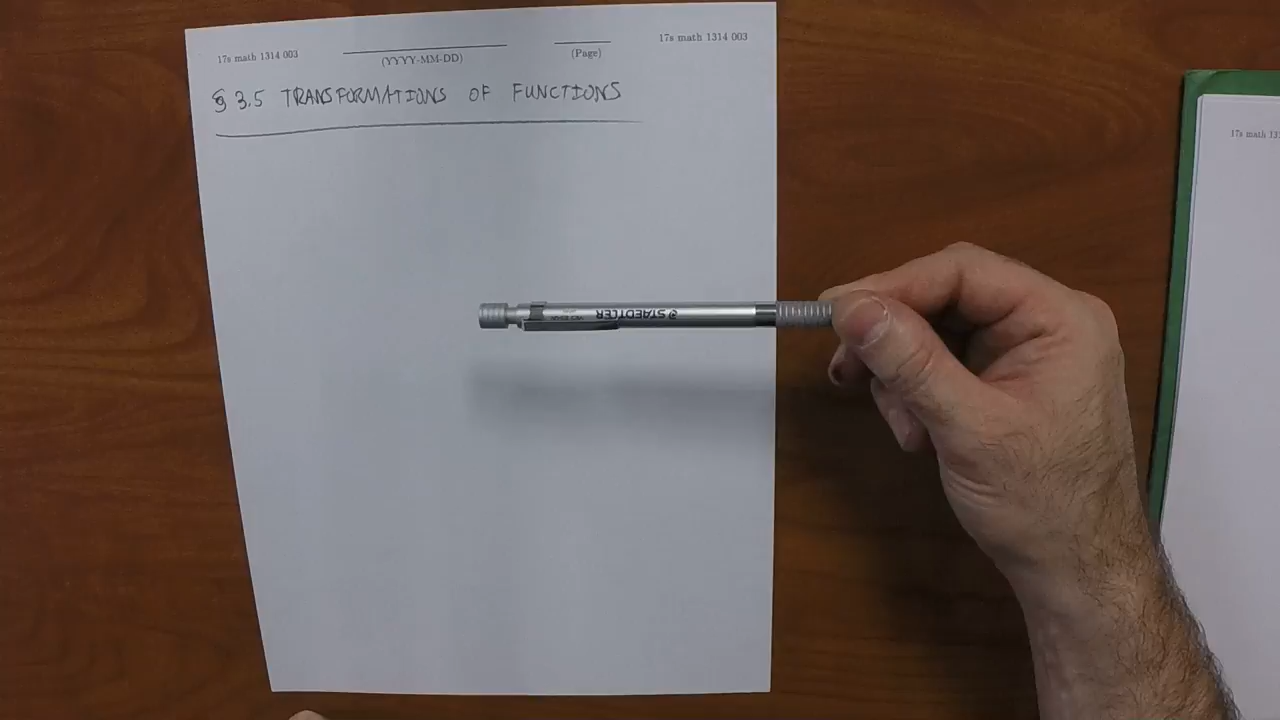 17s math 1314 003
(YYYY-MM-DD)
(Page)
17s math 1314 003
§ 3.5 TRANSFORMATIONS OF FUNCTIONS
STAEDTLER
17s math 131